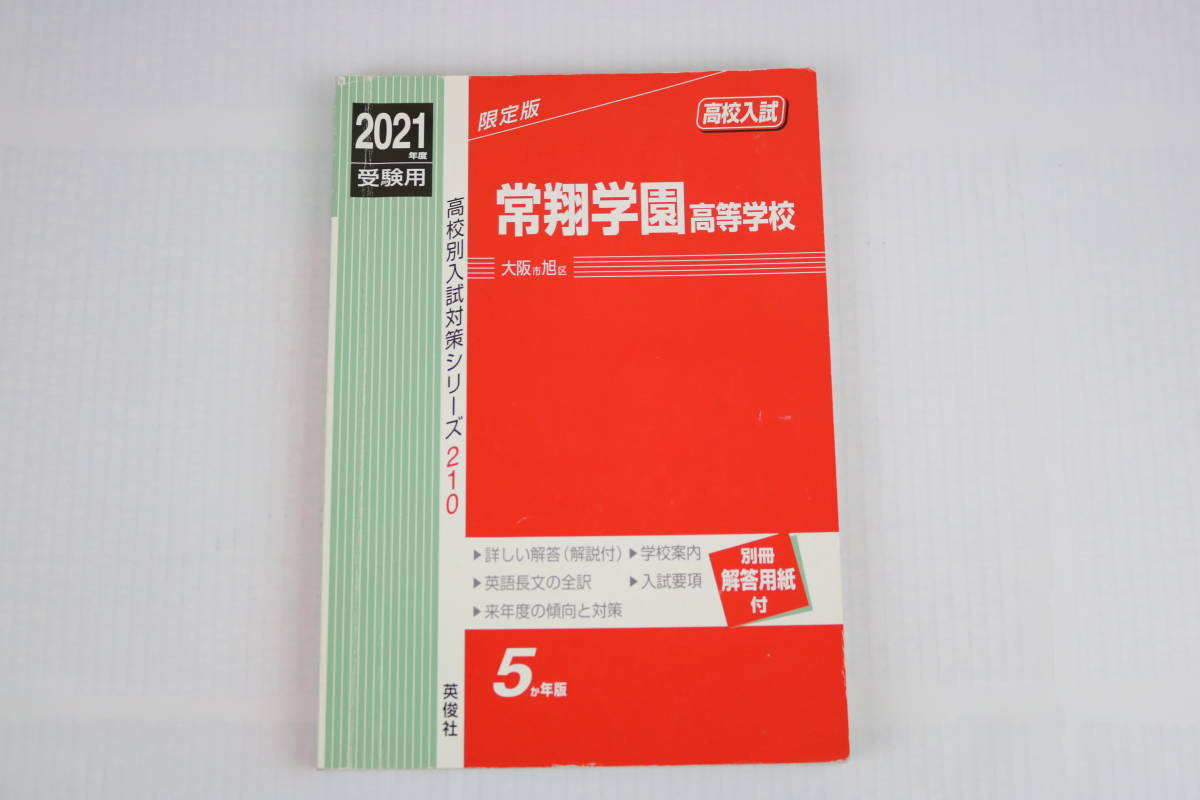 2021年度
受験用
高校別入試対策シリーズ210
英俊社
限定版
高校入試
常翔学園高等学校
大阪市旭区
▶詳しい解答(解説付)
▶学校案内
▶英語長文の全訳
▶入試要項
▶来年度の傾向と対策
別冊
解答用紙
付
5か年版